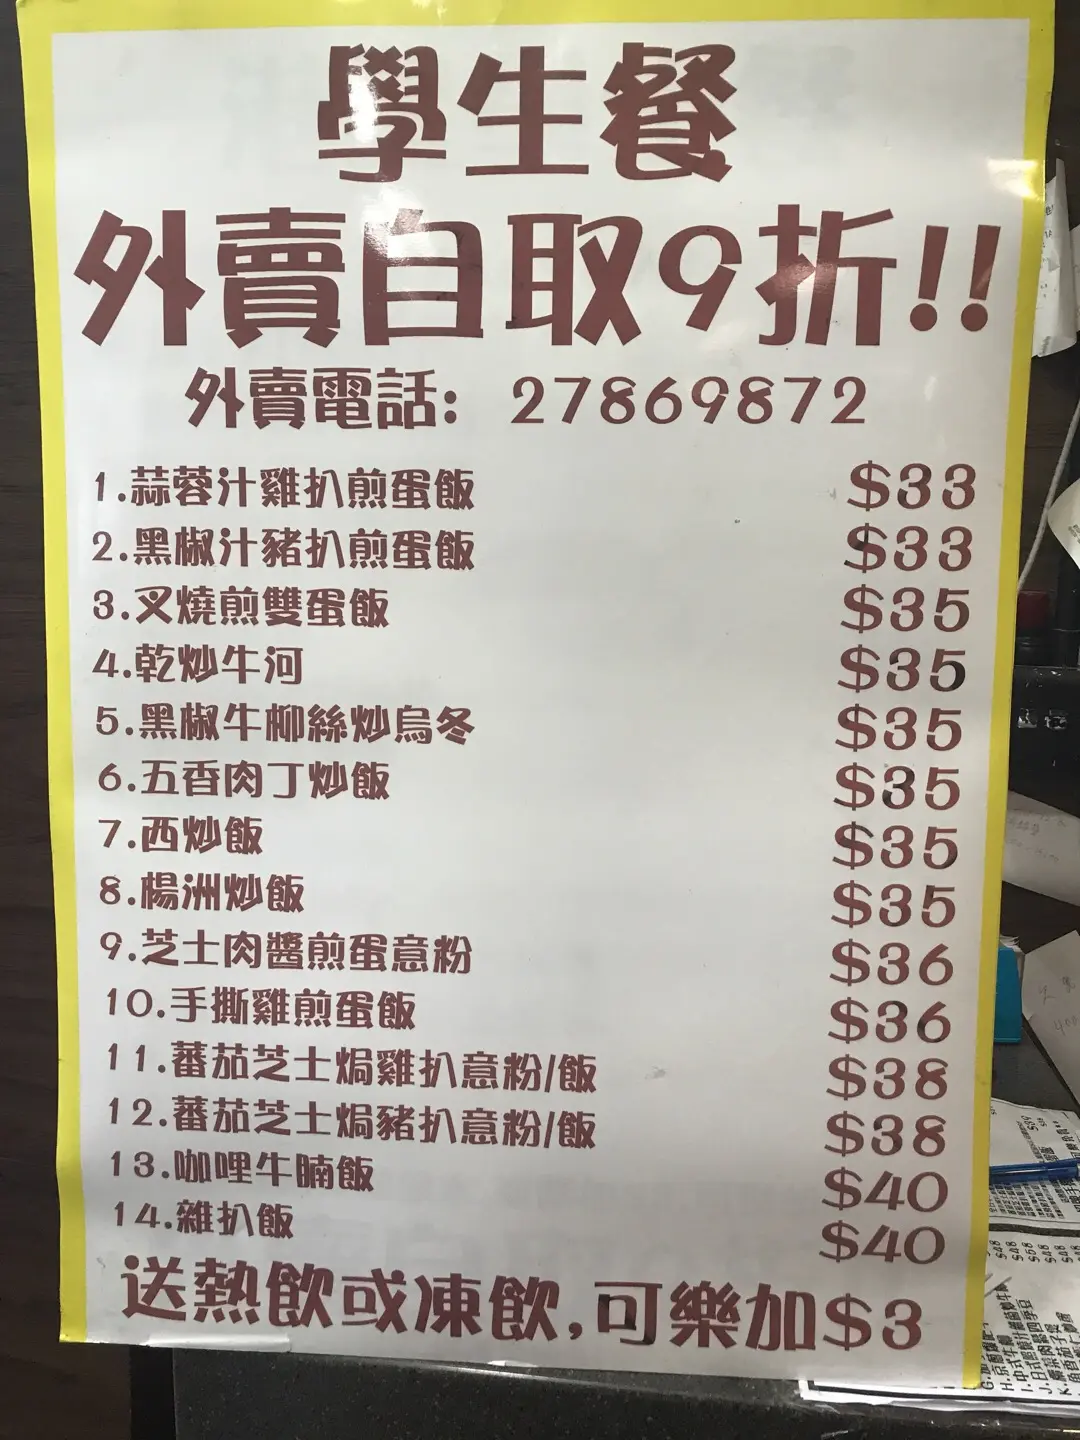 學生餐
外賣自取9折!!
外賣電話: 27869872
1.蒜蓉汁雞扒煎蛋飯 $33
2.黑椒汁豬扒煎蛋飯 $33
3.叉燒煎雙蛋飯 $35
4.乾炒牛河 $35
5.黑椒牛柳絲炒烏冬 $35
6.五香肉丁炒飯 $35
7.西炒飯 $35
8.楊洲炒飯 $35
9.芝士肉醬煎蛋意粉 $36
10.手撕雞煎蛋飯 $36
11.蕃茄芝士焗雞扒意粉/飯 $38
12.蕃茄芝士焗豬扒意粉/飯 $38
13.咖哩牛腩飯 $40
14.雜扒飯 $40
送熱飲或凍飲,可樂加$3